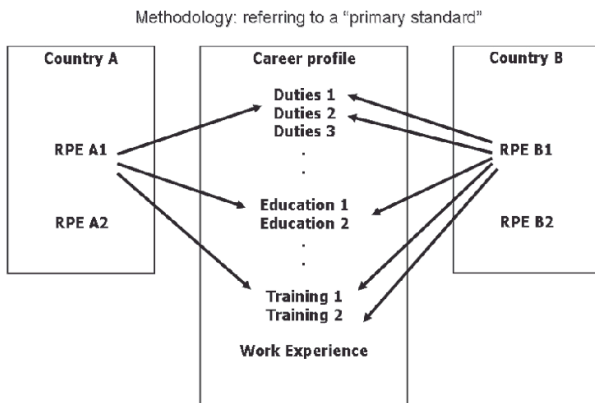 Methodology: referring to a “primary standard”
Country A
RPE A1
RPE A2
Career profile
Duties 1
Duties 2
Duties 3
.
.
Education 1
Education 2
.
.
Training 1
Training 2
Work Experience
Country B
RPE B1
RPE B2